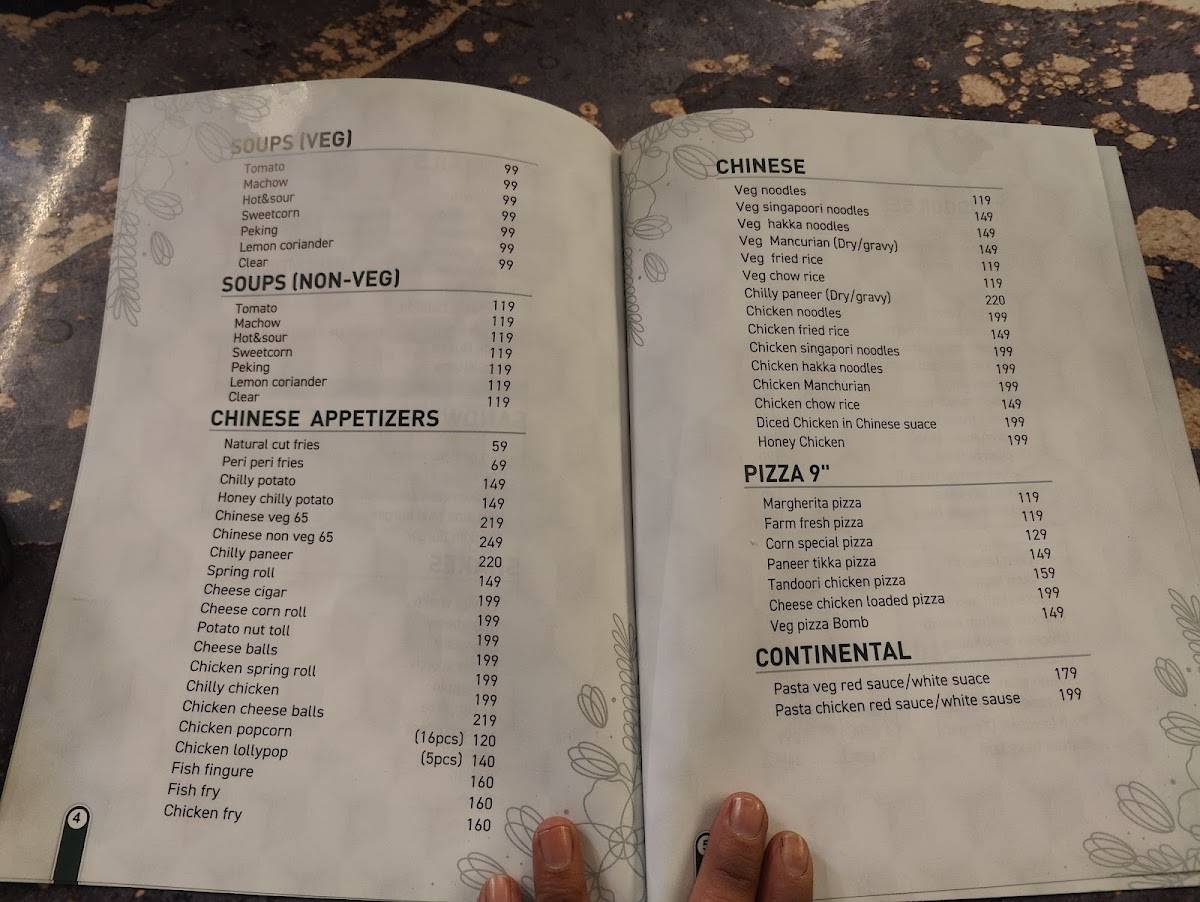 SOUPS (VEG)
Tomato 99
Machow 99
Hot&sour 99
Sweetcorn 99
Peking 99
Lemon coriander 99
Clear 99
SOUPS (NON-VEG)
Tomato 119
Machow 119
Hot&sour 119
Sweetcorn 119
Peking 119
Lemon coriander 119
Clear 119
CHINESE APPETIZERS
Natural cut fries 59
Peri peri fries 69
Chilly potato 149
Honey chilly potato 149
Chinese veg 65 219
Chinese non veg 65 249
Chilly paneer 220
Spring roll 149
Cheese cigar 199
Cheese corn roll 199
Potato nut toll 199
Cheese balls 199
Chicken spring roll 199
Chilly chicken 199
Chicken cheese balls 219
Chicken popcorn (16pcs) 120
Chicken lollypop (5pcs) 140
Fish fingure 160
Fish fry 160
Chicken fry 160
4
CHINESE
Veg noodles 119
Veg singapoori noodles 149
Veg hakka noodles 149
Veg Mancurian (Dry/gravy) 149
Veg fried rice 119
Veg chow rice 119
Chilly paneer (Dry/gravy) 220
Chicken noodles 199
Chicken fried rice 149
Chicken singapori noodles 199
Chicken hakka noodles 199
Chicken Manchurian 199
Chicken chow rice 149
Diced Chicken in Chinese suace 199
Honey Chicken 199
PIZZA 9"
Margherita pizza 119
Farm fresh pizza 119
Corn special pizza 129
Paneer tikka pizza 149
Tandoori chicken pizza 159
Cheese chicken loaded pizza 199
Veg pizza Bomb 149
CONTINENTAL
Pasta veg red sauce/white suace 179
Pasta chicken red sauce/white sause 199
5